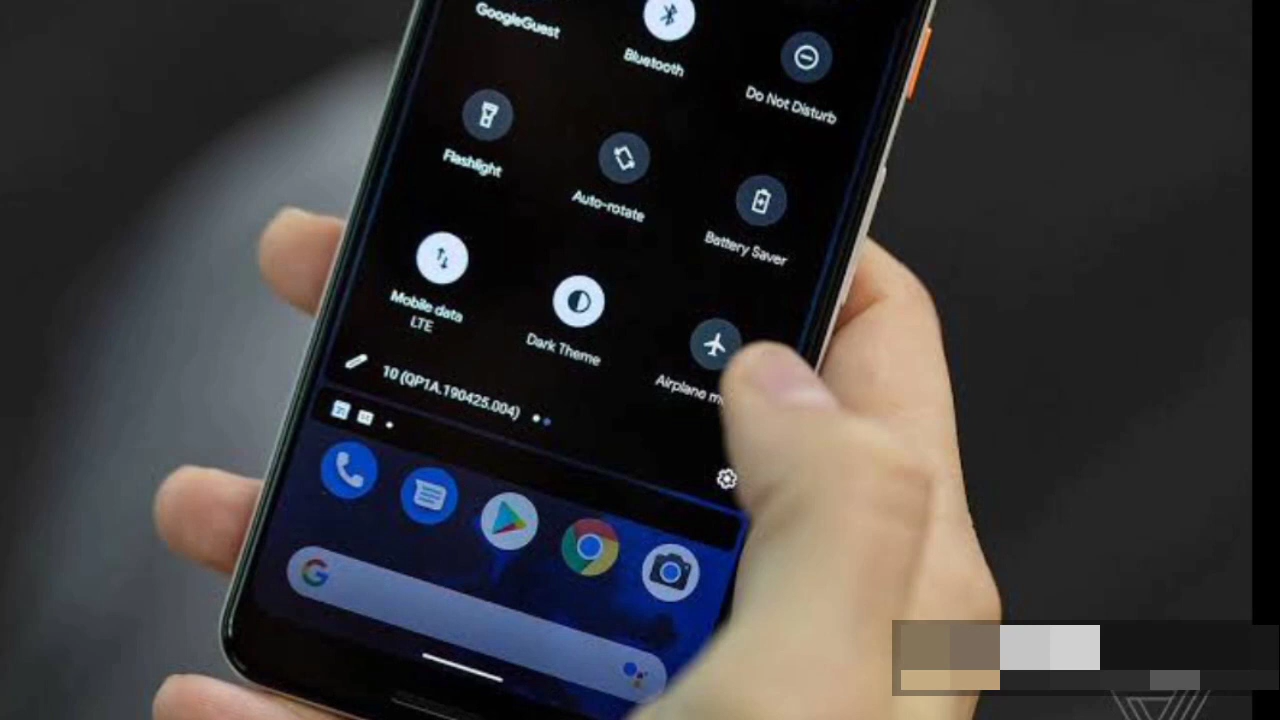 GoogleGuest
Bluetooth
Do Not Disturb
Flashlight
Auto-rotate
Battery Saver
Mobile data
LTE
Dark Theme
Airplane m
10 (QP1A.190425.004)